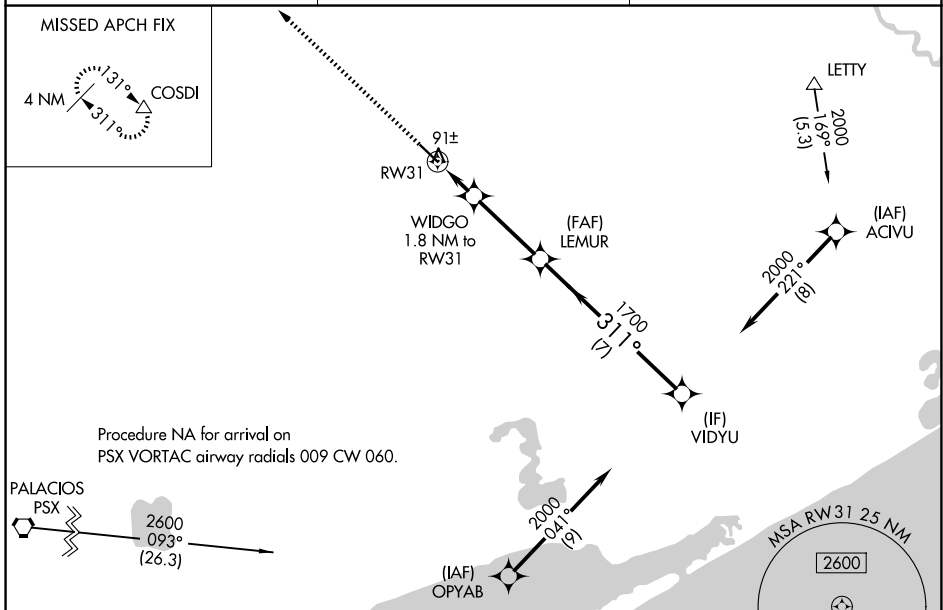 MISSED APCH FIX
131°
4 NM
COSDI
311°
91±
RW31
LETTY
2000
169°
(5.3)
WIDGO
1.8 NM to
RW31
(FAF)
LEMUR
(IAF)
ACIVU
2000
221°
(8)
1700
311°
(7)
(IF)
VIDYU
Procedure NA for arrival on
PSX VORTAC airway radials 009 CW 060.
PALACIOS
PSX
2600
093°
(26.3)
2000
041°
(9)
(IAF)
OPYAB
MSA RW31 25 NM
2600